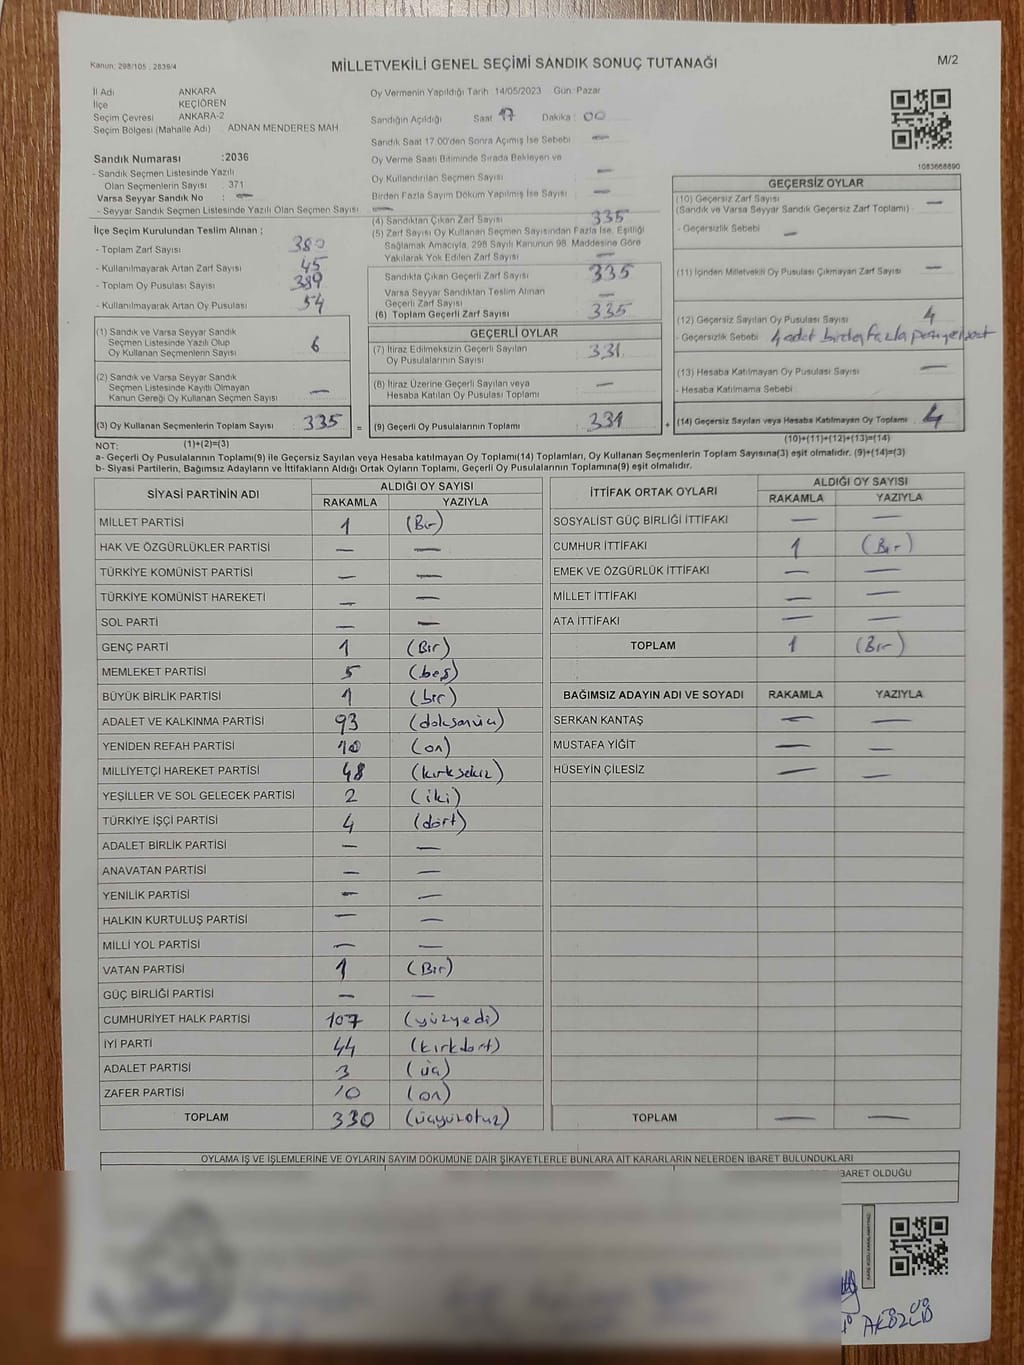 Kanun: 298/105 , 2839/4
MİLLETVEKİLİ GENEL SEÇİMİ SANDIK SONUÇ TUTANAĞI
M/2
İl Adı ANKARA
İlçe KEÇİÖREN
Seçim Çevresi ANKARA-2
Seçim Bölgesi (Mahalle Adı) ADNAN MENDERES MAH
Sandık Numarası :2036
- Sandık Seçmen Listesinde Yazılı
Olan Seçmenlerin Sayısı : 371
Varsa Seyyar Sandık No : —
- Seyyar Sandık Seçmen Listesinde Yazılı Olan Seçmen Sayısı : —
İlçe Seçim Kurulundan Teslim Alınan ;
- Toplam Zarf Sayısı 380
- Kullanılmayarak Artan Zarf Sayısı 45
- Toplam Oy Pusulası Sayısı 389
- Kullanılmayarak Artan Oy Pusulası 54
(1) Sandık ve Varsa Seyyar Sandık
Seçmen Listesinde Yazılı Olup
Oy Kullanan Seçmenlerin Sayısı 6
(2) Sandık ve Varsa Seyyar Sandık
Seçmen Listesinde Kayıtlı Olmayan
Kanun Gereği Oy Kullanan Seçmen Sayısı —
(3) Oy Kullanan Seçmenlerin Toplam Sayısı 335 =
(1)+(2)=(3)
Oy Vermenin Yapıldığı Tarih 14/05/2023 Gün: Pazar
Sandığın Açıldığı Saat 17 Dakika : 00
Sandık Saat 17.00'den Sonra Açımış İse Sebebi —
Oy Verme Saati Bitiminde Sırada Bekleyen ve
Oy Kullandırılan Seçmen Sayısı —
Birden Fazla Sayım Döküm Yapılmış İse Sayısı —
(4) Sandıktan Çıkan Zarf Sayısı 335
(5) Zarf Sayısı Oy Kullanan Seçmen Sayısından Fazla İse, Eşitliği
Sağlamak Amacıyla, 298 Sayılı Kanunun 98. Maddesine Göre
Yakılarak Yok Edilen Zarf Sayısı —
Sandıkta Çıkan Geçerli Zarf Sayısı 335
Varsa Seyyar Sandıktan Teslim Alınan
Geçerli Zarf Sayısı —
(6) Toplam Geçerli Zarf Sayısı 335
GEÇERLİ OYLAR
(7) İtiraz Edilmeksizin Geçerli Sayılan
Oy Pusulalarının Sayısı 331
(8) İtiraz Üzerine Geçerli Sayılan veya
Hesaba Katılan Oy Pusulası Toplamı —
(9) Geçerli Oy Pusulalarının Toplamı 331 +
1083668890
GEÇERSİZ OYLAR
(10) Geçersiz Zarf Sayısı —
(Sandık ve Varsa Seyyar Sandık Geçersiz Zarf Toplamı)
- Geçersizlik Sebebi —
(11) İçinden Milletvekili Oy Pusulası Çıkmayan Zarf Sayısı —
(12) Geçersiz Sayılan Oy Pusulası Sayısı 4
- Geçersizlik Sebebi 4 adet birden fazla
(13) Hesaba Katılmayan Oy Pusulası Sayısı —
- Hesaba Katılmama Sebebi
(14) Geçersiz Sayılan veya Hesaba Katılmayan Oy Toplamı 4
(10)+(11)+(12)+(13)=(14)
NOT:
a- Geçerli Oy Pusulalarının Toplamı(9) ile Geçersiz Sayılan veya Hesaba katılmayan Oy Toplamı(14) Toplamları, Oy Kullanan Seçmenlerin Toplam Sayısına(3) eşit olmalıdır. (9)+(14)=(3)
b- Siyasi Partilerin, Bağımsız Adayların ve İttifakların Aldığı Ortak Oyların Toplamı, Geçerli Oy Pusulalarının Toplamına(9) eşit olmalıdır.
SİYASİ PARTİNİN ADI ALDIĞI OY SAYISI
RAKAMLA YAZIYLA
MİLLET PARTİSİ 1 (Bir)
HAK VE ÖZGÜRLÜKLER PARTİSİ — —
TÜRKİYE KOMÜNİST PARTİSİ — —
TÜRKİYE KOMÜNİST HAREKETİ — —
SOL PARTİ — —
GENÇ PARTİ 1 (Bir)
MEMLEKET PARTİSİ 5 (beş)
BÜYÜK BİRLİK PARTİSİ 1 (bir)
ADALET VE KALKINMA PARTİSİ 93 (doksanüç)
YENİDEN REFAH PARTİSİ 10 (on)
MİLLİYETÇİ HAREKET PARTİSİ 48 (kırksekiz)
YEŞİLLER VE SOL GELECEK PARTİSİ 2 (iki)
TÜRKİYE İŞÇİ PARTİSİ 4 (dört)
ADALET BİRLİK PARTİSİ — —
ANAVATAN PARTİSİ — —
YENİLİK PARTİSİ — —
HALKIN KURTULUŞ PARTİSİ — —
MİLLİ YOL PARTİSİ — —
VATAN PARTİSİ 1 (Bir)
GÜÇ BİRLİĞİ PARTİSİ — —
CUMHURİYET HALK PARTİSİ 107 (yüzyedi)
İYİ PARTİ 44 (kırkdört)
ADALET PARTİSİ 3 (üç)
ZAFER PARTİSİ 10 (on)
TOPLAM 330 (üçyüzotuz)
İTTİFAK ORTAK OYLARI ALDIĞI OY SAYISI
RAKAMLA YAZIYLA
SOSYALİST GÜÇ BİRLİĞİ İTTİFAKI — —
CUMHUR İTTİFAKI 1 (Bir)
EMEK VE ÖZGÜRLÜK İTTİFAKI — —
MİLLET İTTİFAKI — —
ATA İTTİFAKI — —
TOPLAM 1 (Bir)
BAĞIMSIZ ADAYIN ADI VE SOYADI RAKAMLA YAZIYLA
SERKAN KANTAŞ — —
MUSTAFA YİĞİT — —
HÜSEYİN ÇİLESİZ — —
TOPLAM — —
OYLAMA İŞ VE İŞLEMLERİNE VE OYLARIN SAYIM DÖKÜMÜNE DAİR ŞİKAYETLERLE BUNLARA AİT KARARLARIN NELERDEN İBARET BULUNDUKLARI
İBARET OLDUĞU